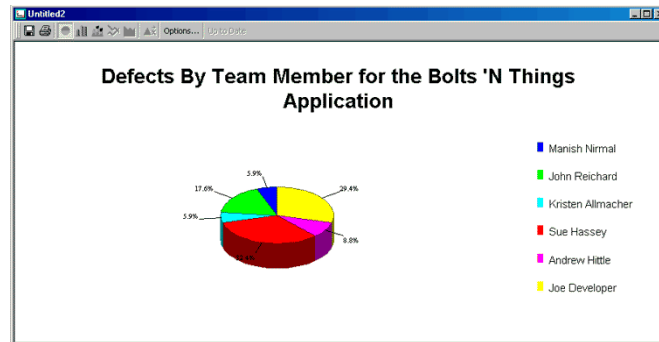 Untitled2
Options... Up to Date
Defects By Team Member for the Bolts 'N Things
Application
5.9%
29.4%
17.6%
5.9%
8.8%
Manish Nirmal
John Reichard
Kristen Allmacher
Sue Hassey
Andrew Hittle
Joe Developer